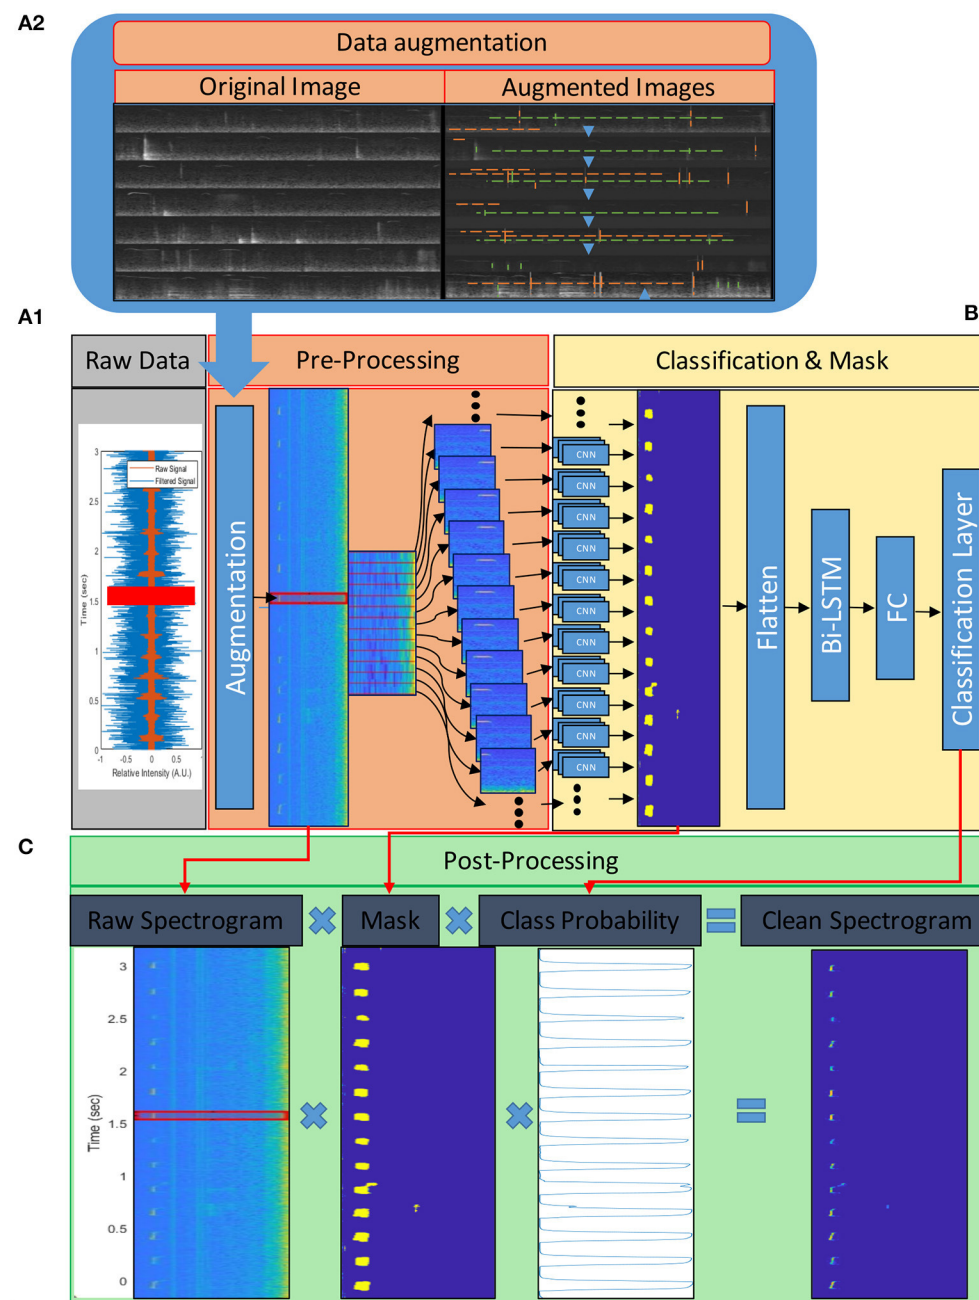 A2
Data augmentation
Original Image
Augmented Images
A1
B
Raw Data
Pre-Processing
Classification & Mask
Raw Signal
Filtered Signal
3
2.5
2
1.5
1
0.5
0
Time (sec)
-1
-0.5
0
0.5
Relative Intensity (A.U.)
Augmentation
CNN
CNN
CNN
CNN
CNN
CNN
CNN
CNN
CNN
CNN
CNN
Flatten
Bi-LSTM
FC
Classification Layer
C
Post-Processing
Raw Spectrogram
Mask
Class Probability
Clean Spectrogram
3
2.5
2
1.5
1
0.5
0
Time (sec)